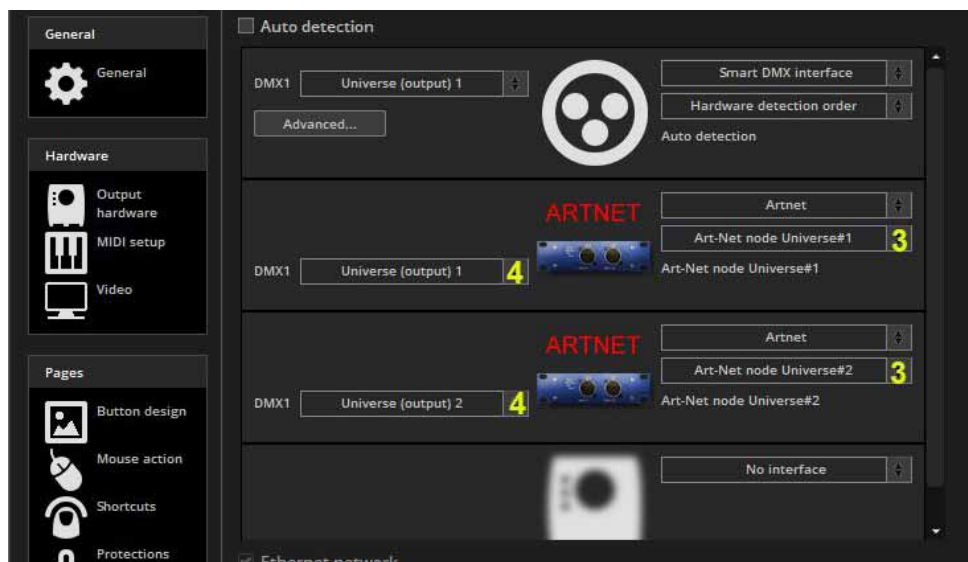 General
General
Hardware
Output
hardware
MIDI setup
Video
Pages
Button design
Mouse action
Shortcuts
Protections
Auto detection
DMX1
Universe (output) 1
Advanced...
Smart DMX interface
Hardware detection order
Auto detection
ARTNET
Artnet
Art-Net node Universe#1
3
DMX1
Universe (output) 1
4
Art-Net node Universe#1
ARTNET
Artnet
Art-Net node Universe#2
3
DMX1
Universe (output) 2
4
Art-Net node Universe#2
No interface
Ethernet network